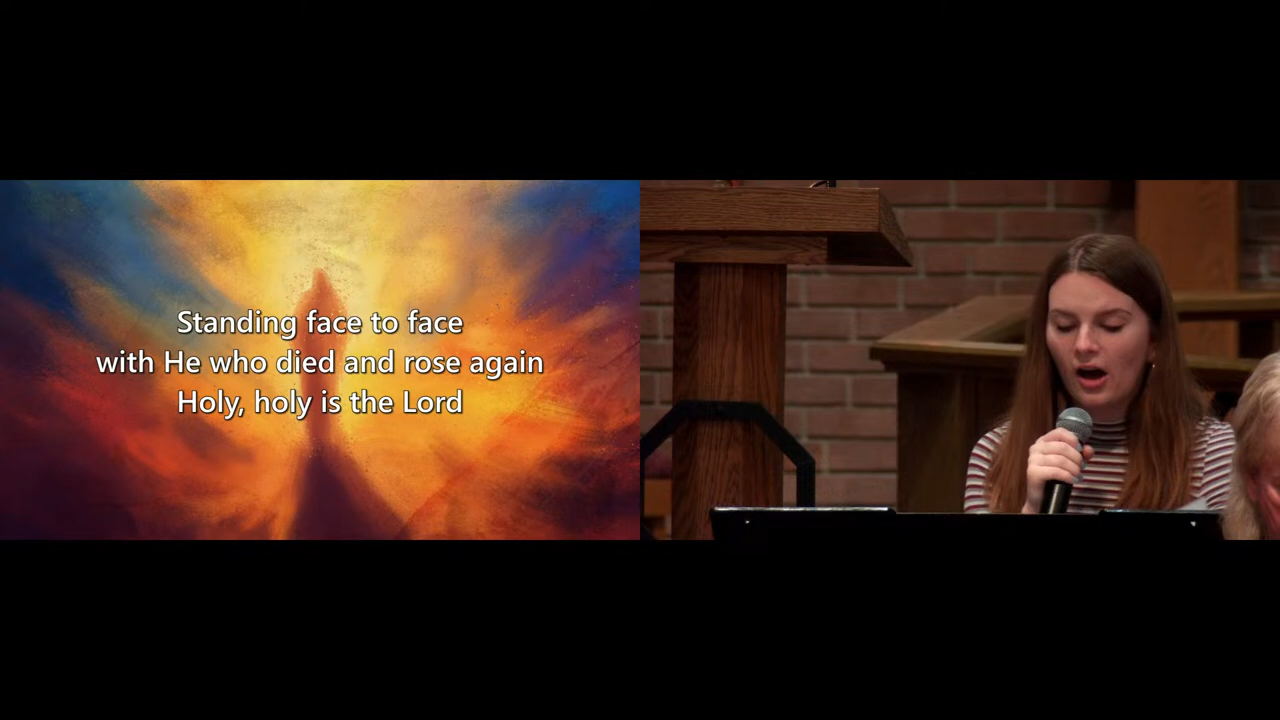 Standing face to face
with He who died and rose again
Holy, holy is the Lord